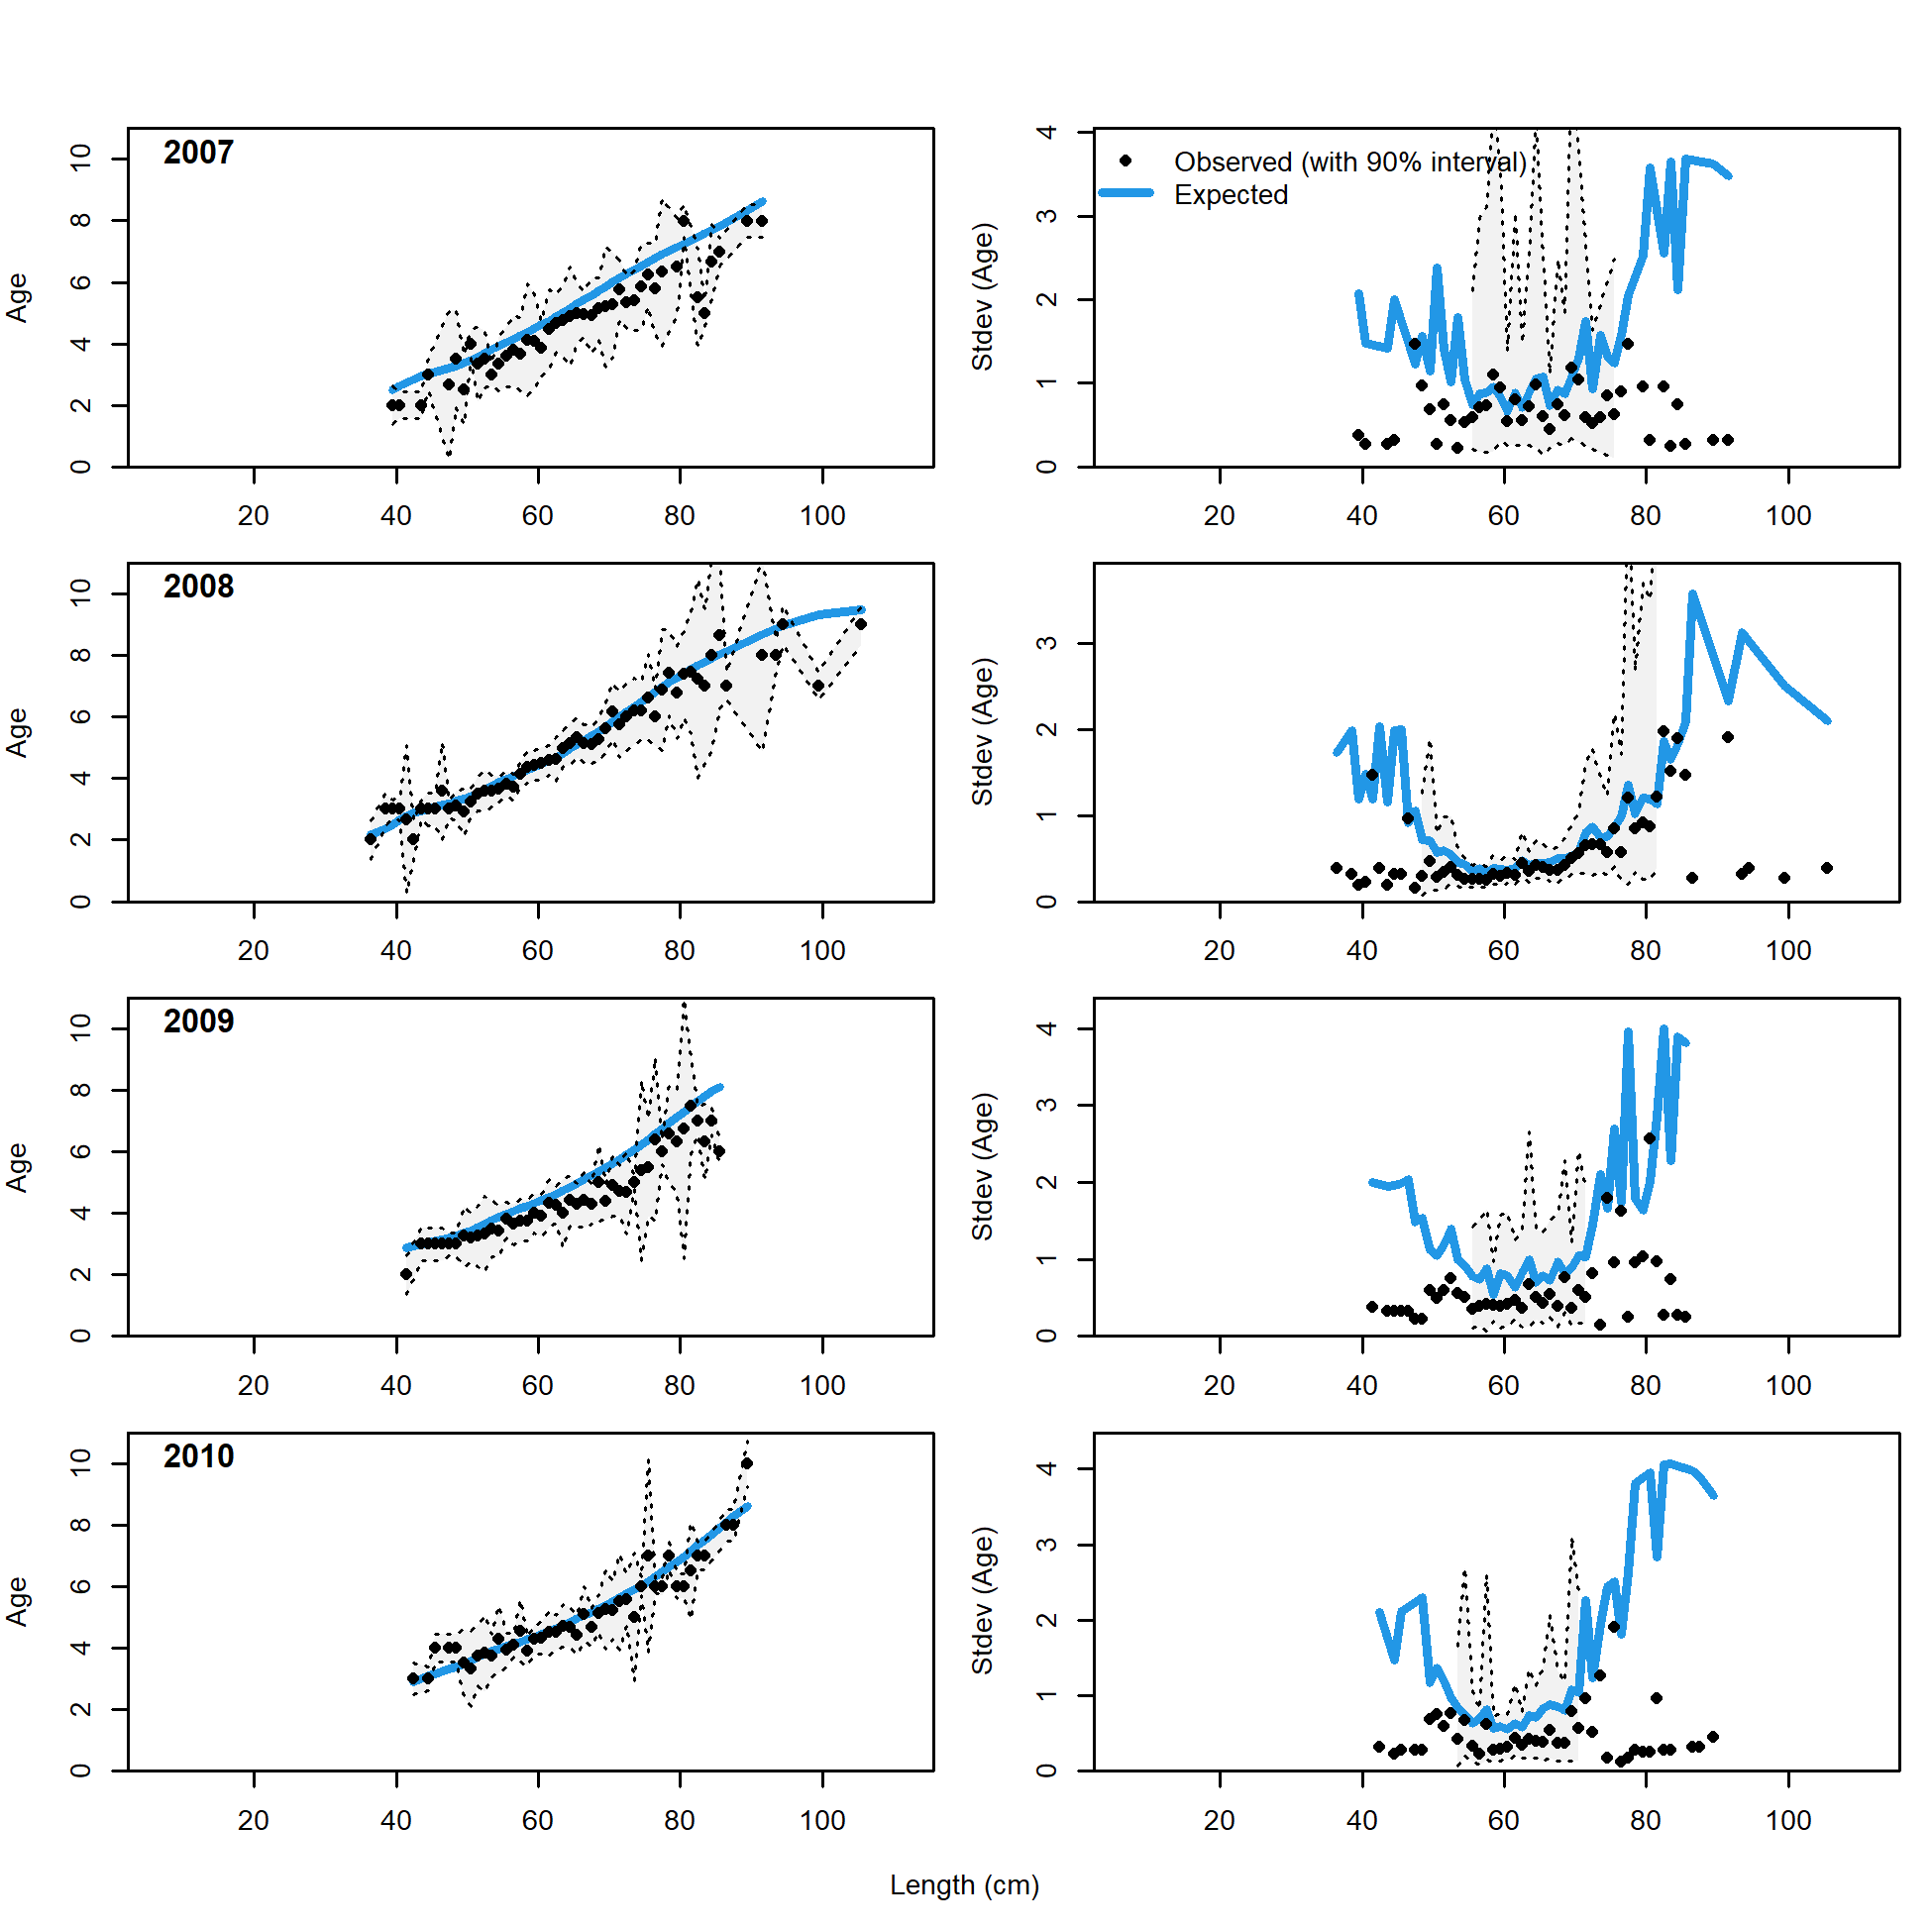 2007
Age
0 2 4 6 8 10
20 40 60 80 100
Observed (with 90% interval)
Expected
Stdev (Age)
0 1 2 3 4
20 40 60 80 100
2008
Age
0 2 4 6 8 10
20 40 60 80 100
Stdev (Age)
0 1 2 3
20 40 60 80 100
2009
Age
0 2 4 6 8 10
20 40 60 80 100
Stdev (Age)
0 1 2 3 4
20 40 60 80 100
2010
Age
0 2 4 6 8 10
20 40 60 80 100
Stdev (Age)
0 1 2 3 4
20 40 60 80 100
Length (cm)